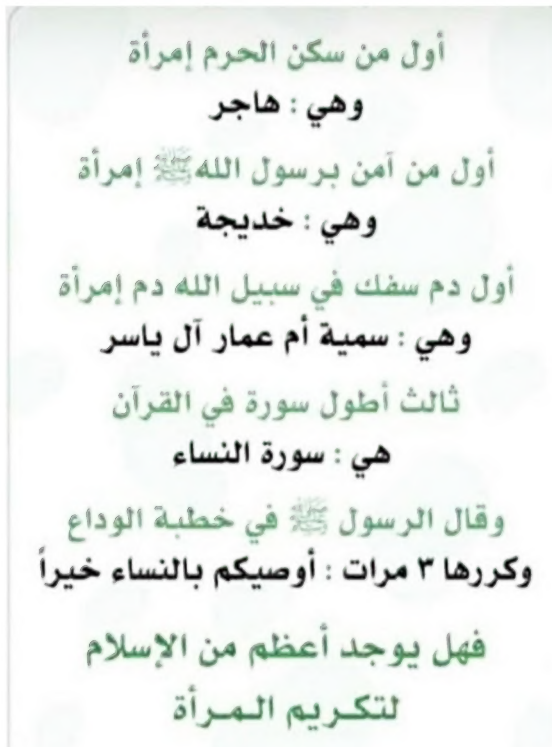 أول من سكن الحرم إمرأة
وهي : هاجر
أول من آمن برسول الله ﷺ إمرأة
وهي : خديجة
أول دم سفك في سبيل الله دم إمرأة
وهي : سمية أم عمار آل ياسر
ثالث أطول سورة في القرآن
هي : سورة النساء
وقال الرسول ﷺ في خطبة الوداع
وكررها ٣ مرات : أوصيكم بالنساء خيراً
فهل يوجد أعظم من الإسلام
لتكـريم المـرأة